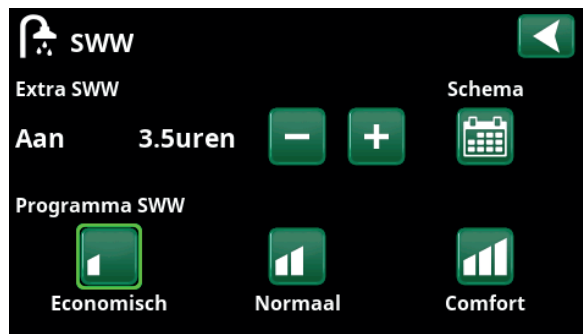 SWW
Extra SWW Schema
Aan 3.5uren − +
Programma SWW
Economisch Normaal Comfort